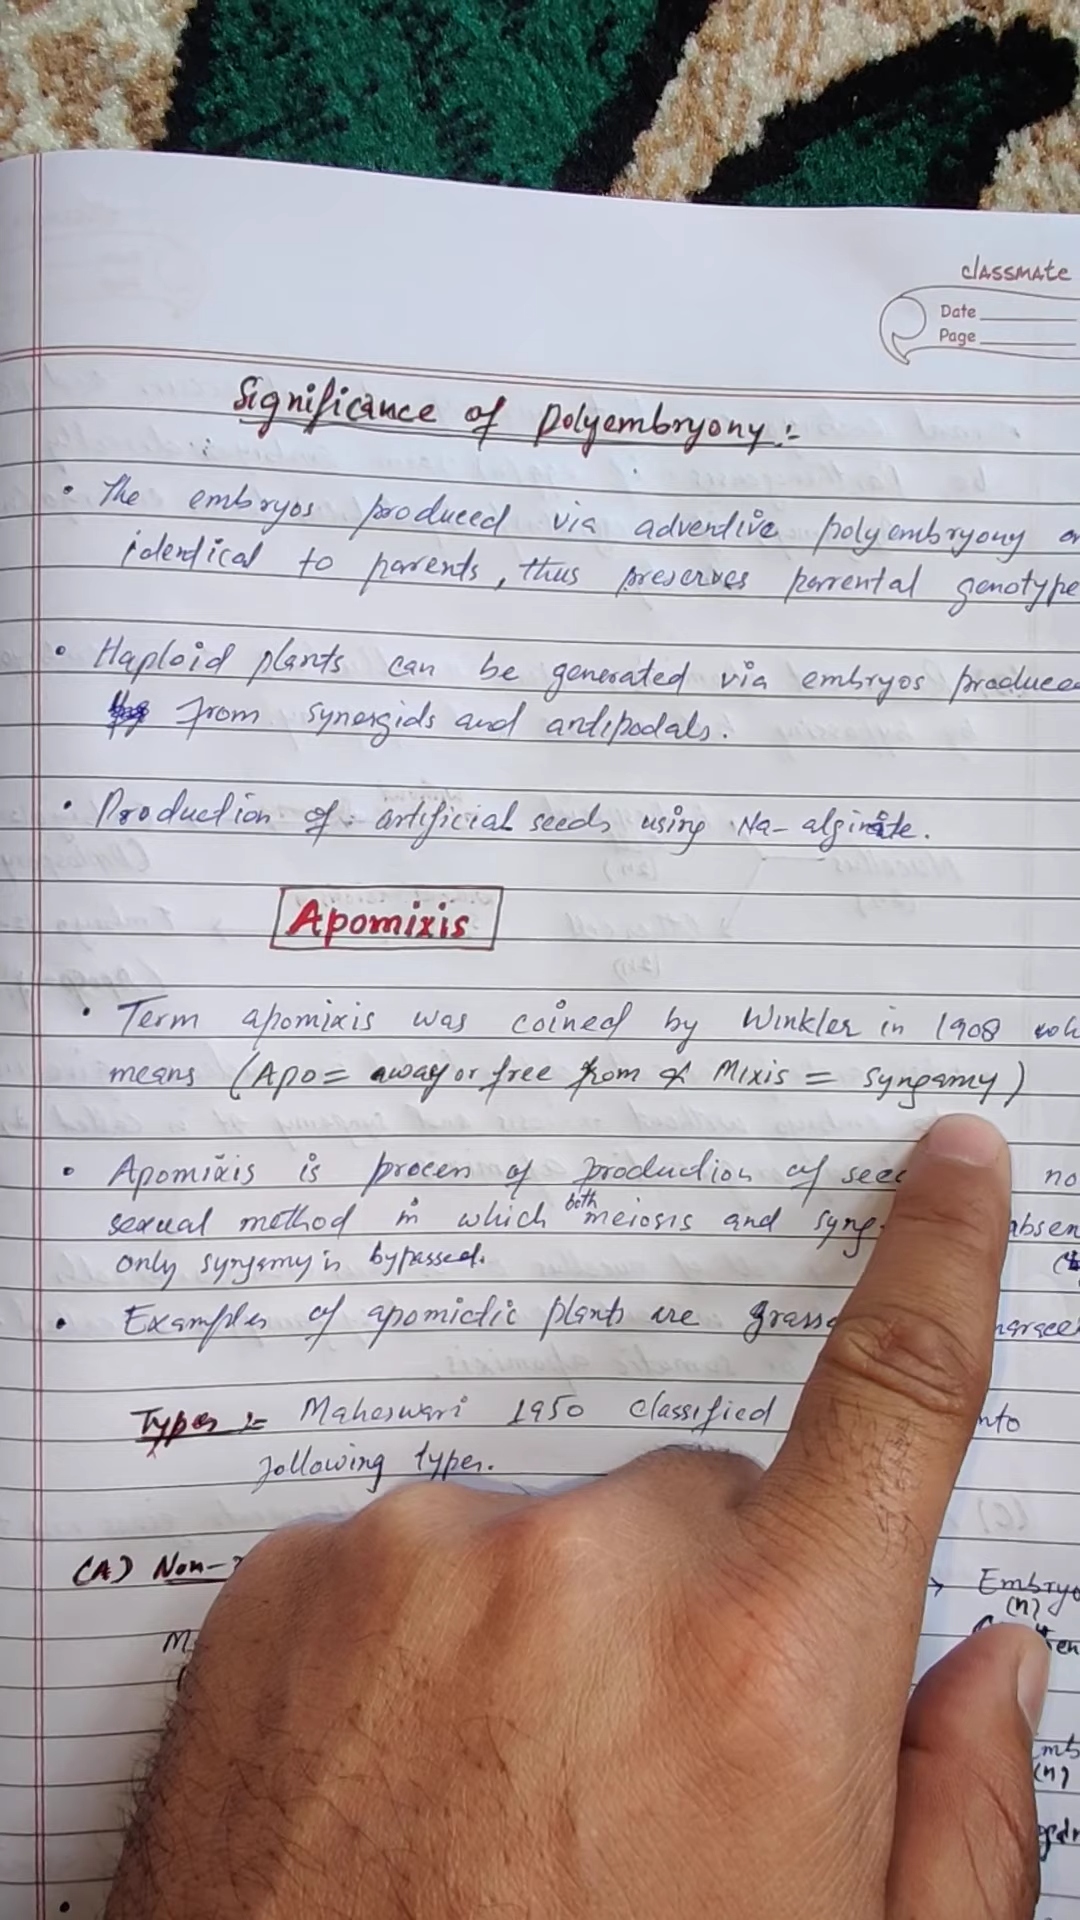 classmate
Date
Page
Significance of Polyembryony :-
• The embryos produced via adventive polyembryony
identical to parents, thus preserves parental genotype
• Haploid plants can be generated via embryos produce
from synergids and antipodals.
• Production of artificial seeds using Na-alginate.
Apomixis
• Term apomixis was coined by Winkler in 1908
means (Apo = away or free from & Mixis = Syngamy)
• Apomixis is process of production of no
sexual method in which both meiosis and absen
only syngamy is bypassed.
• Examples of apomictic plants are
Types :- Maheswari 1950 classified into
following types.
(A) Non-
→ Embryo
(n)
(n)